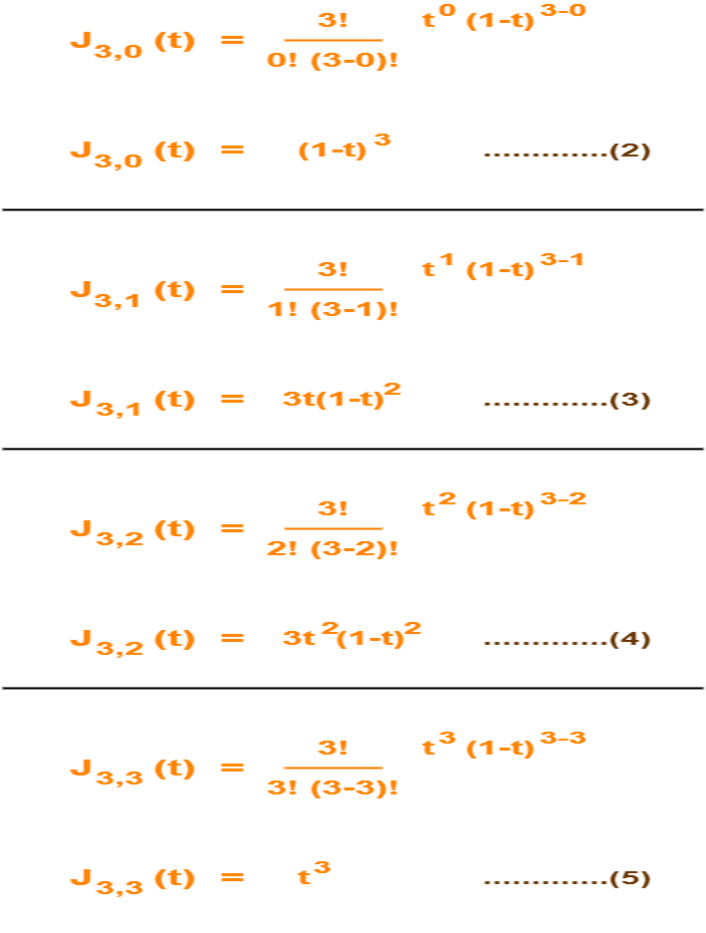 J₃,₀ (t) = 3! / 0! (3-0)! t⁰ (1-t)³⁻⁰
J₃,₀ (t) = (1-t)³ .............(2)
J₃,₁ (t) = 3! / 1! (3-1)! t¹ (1-t)³⁻¹
J₃,₁ (t) = 3t(1-t)² .............(3)
J₃,₂ (t) = 3! / 2! (3-2)! t² (1-t)³⁻²
J₃,₂ (t) = 3t²(1-t)² .............(4)
J₃,₃ (t) = 3! / 3! (3-3)! t³ (1-t)³⁻³
J₃,₃ (t) = t³ .............(5)